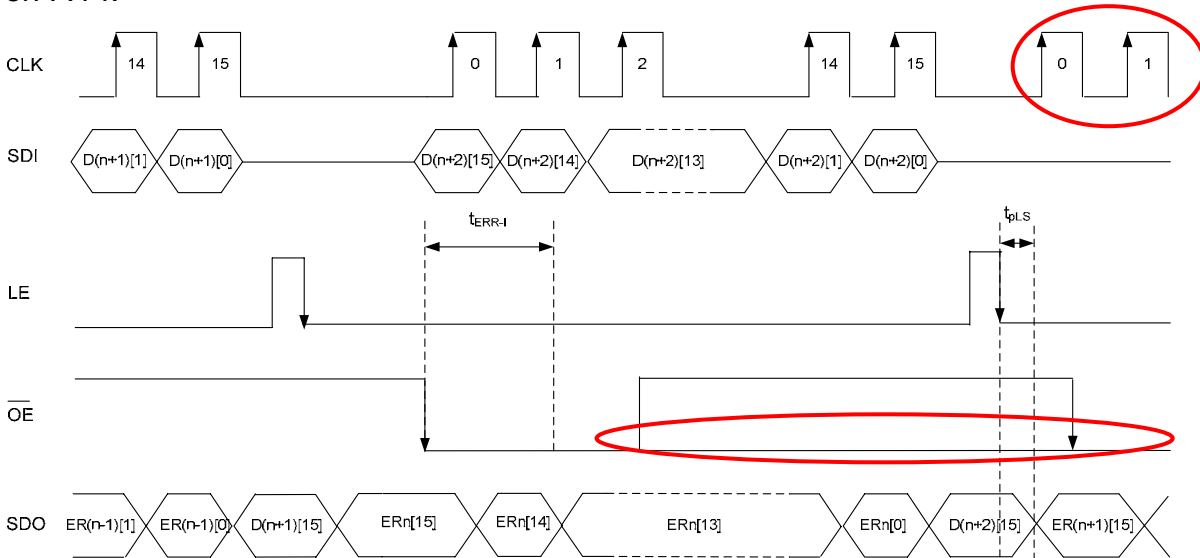 CLK 14 15 0 1 2 14 15 0 1
SDI D(n+1)[1] D(n+1)[0] D(n+2)[15] D(n+2)[14] D(n+2)[13] D(n+2)[1] D(n+2)[0]
tERR-I tpLS
LE
OE
SDO ER(n-1)[1] ER(n-1)[0] D(n+1)[15] ERn[15] ERn[14] ERn[13] ERn[0] D(n+2)[15] ER(n+1)[15]